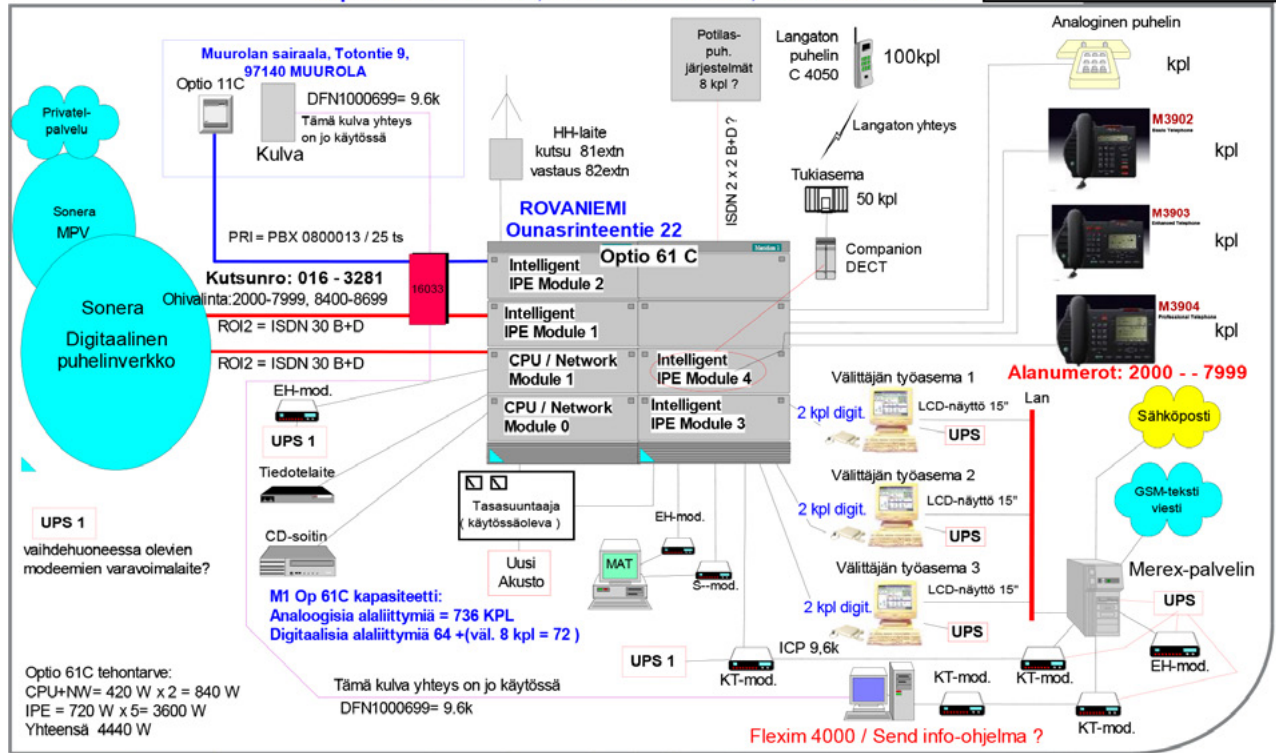 Muurolan sairaala, Totontie 9,
97140 MUUROLA
Optio 11C
DFN1000699= 9.6k
Tämä kulva yhteys
on jo käytössä
Kulva
Privatel-
palvelu
Sonera
MPV
Sonera
Digitaalinen
puhelinverkko
PRI = PBX 0800013 / 25 ts
Kutsunro: 016 - 3281
Ohivalinta:2000-7999, 8400-8699
ROI2 = ISDN 30 B+D
ROI2 = ISDN 30 B+D
16033
HH-laite
kutsu 81extn
vastaus 82extn
ROVANIEMI
Ounasrinteentie 22
Optio 61 C
Intelligent
IPE Module 2
Intelligent
IPE Module 1
CPU / Network
Module 1
CPU / Network
Module 0
Intelligent
IPE Module 4
Intelligent
IPE Module 3
Potilas-
puh.
järjestelmät
8 kpl ?
ISDN 2 x 2 B+D ?
Langaton
puhelin
C 4050
100kpl
Langaton yhteys
Tukiasema
50 kpl
Companion
DECT
Analoginen puhelin
kpl
M3902
Basic Telephone
kpl
M3903
Enhanced Telephone
kpl
M3904
Professional Telephone
kpl
Alanumerot: 2000 - - 7999
EH-mod.
UPS 1
Tiedotelaite
CD-soitin
UPS 1
vaihdehuoneessa olevien
modeemien varavoimalaite?
Tasasuuntaaja
( käytössäoleva )
Uusi
Akusto
MAT
EH-mod.
S--mod.
M1 Op 61C kapasiteetti:
Analoogisia alaliittymiä = 736 KPL
Digitaalisia alaliittymiä 64 +(väl. 8 kpl = 72 )
Välittäjän työasema 1
2 kpl digit.
LCD-näyttö 15"
UPS
Välittäjän työasema 2
2 kpl digit.
LCD-näyttö 15"
UPS
Välittäjän työasema 3
2 kpl digit.
LCD-näyttö 15"
UPS
Lan
Sähköposti
GSM-teksti
viesti
Merex-palvelin
UPS
EH-mod.
UPS 1
KT-mod.
ICP 9,6k
KT-mod.
KT-mod.
KT-mod.
Optio 61C tehontarve:
CPU+NW= 420 W x 2 = 840 W
IPE = 720 W x 5= 3600 W
Yhteensä 4440 W
Tämä kulva yhteys on jo käytössä
DFN1000699= 9.6k
Flexim 4000 / Send info-ohjelma ?